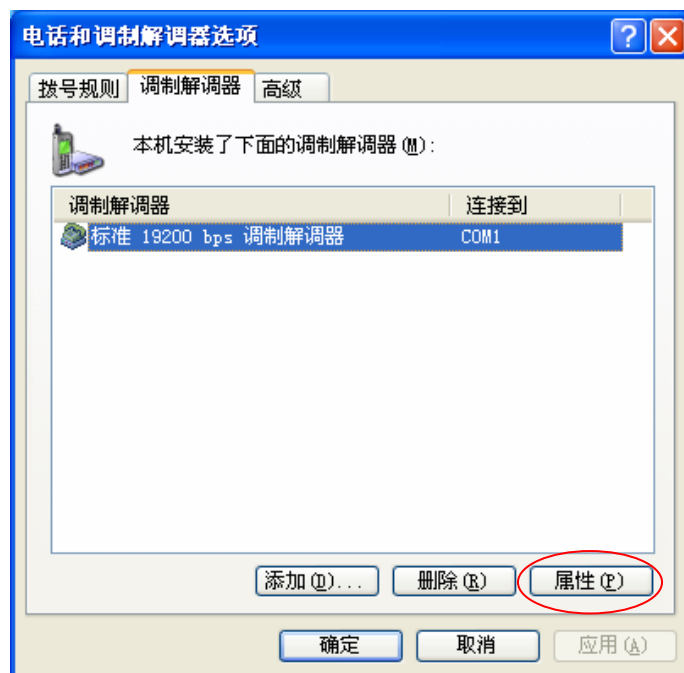 电话和调制解调器选项
拨号规则 调制解调器 高级
本机安装了下面的调制解调器(M):
调制解调器 连接到
标准 19200 bps 调制解调器 COM1
添加(D)... 删除(R) 属性(P)
确定 取消 应用(A)